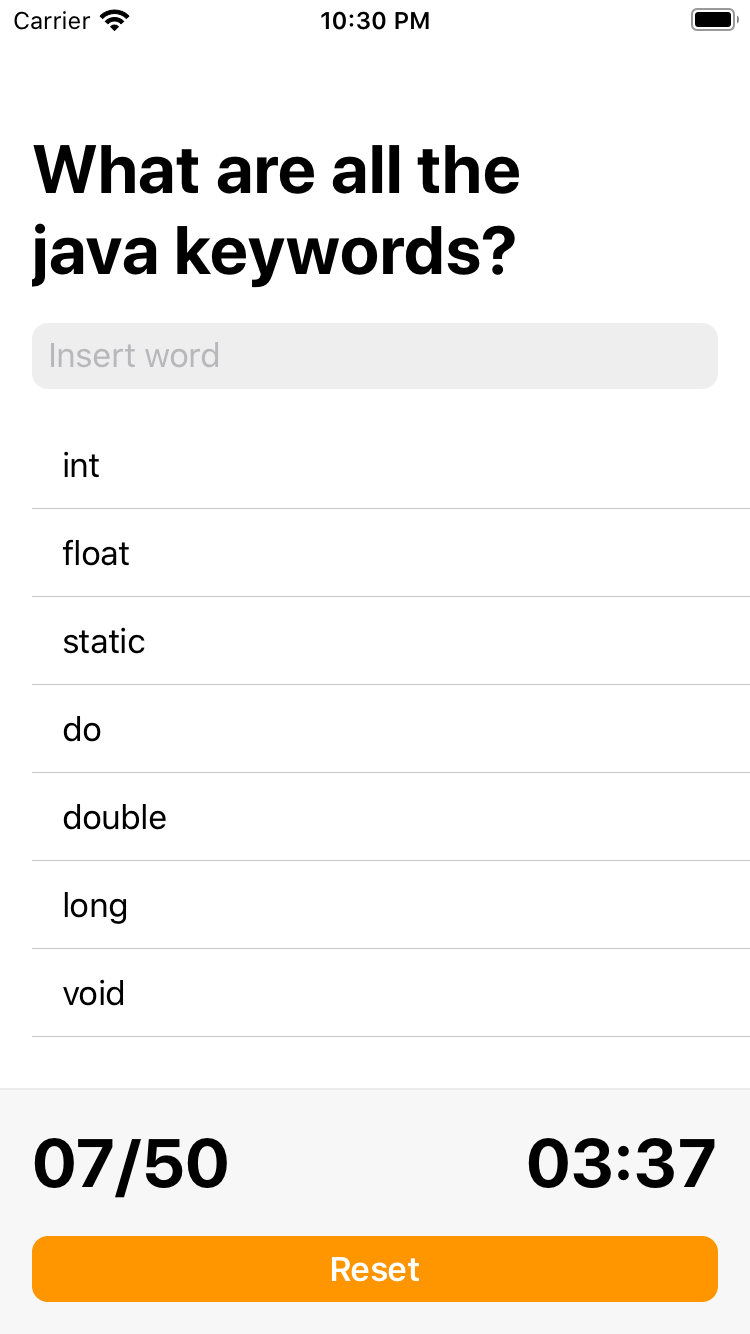 Carrier 10:30 PM
What are all the
java keywords?
Insert word
int
float
static
do
double
long
void
07/50 03:37
Reset